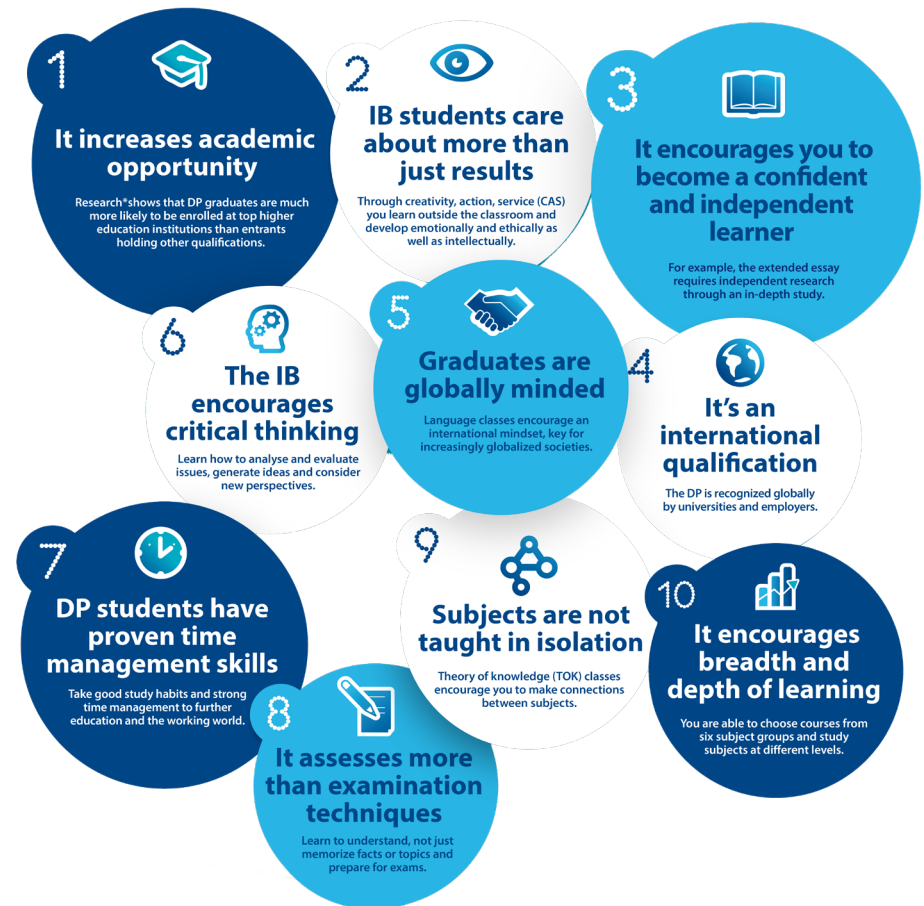 1
It increases academic
opportunity
Research*shows that DP graduates are much
more likely to be enrolled at top higher
education institutions than entrants
holding other qualifications.
2
IB students care
about more than
just results
Through creativity, action, service (CAS)
you learn outside the classroom and
develop emotionally and ethically as
well as intellectually.
3
It encourages you to
become a confident
and independent
learner
For example, the extended essay
requires independent research
through an in-depth study.
4
It's an
international
qualification
The DP is recognized globally
by universities and employers.
5
Graduates are
globally minded
Language classes encourage an
international mindset, key for
increasingly globalized societies.
6
The IB
encourages
critical thinking
Learn how to analyse and evaluate
issues, generate ideas and consider
new perspectives.
7
DP students have
proven time
management skills
Take good study habits and strong
time management to further
education and the working world.
8
It assesses more
than examination
techniques
Learn to understand, not just
memorize facts or topics and
prepare for exams.
9
Subjects are not
taught in isolation
Theory of knowledge (TOK) classes
encourage you to make connections
between subjects.
10
It encourages
breadth and
depth of learning
You are able to choose courses from
six subject groups and study
subjects at different levels.